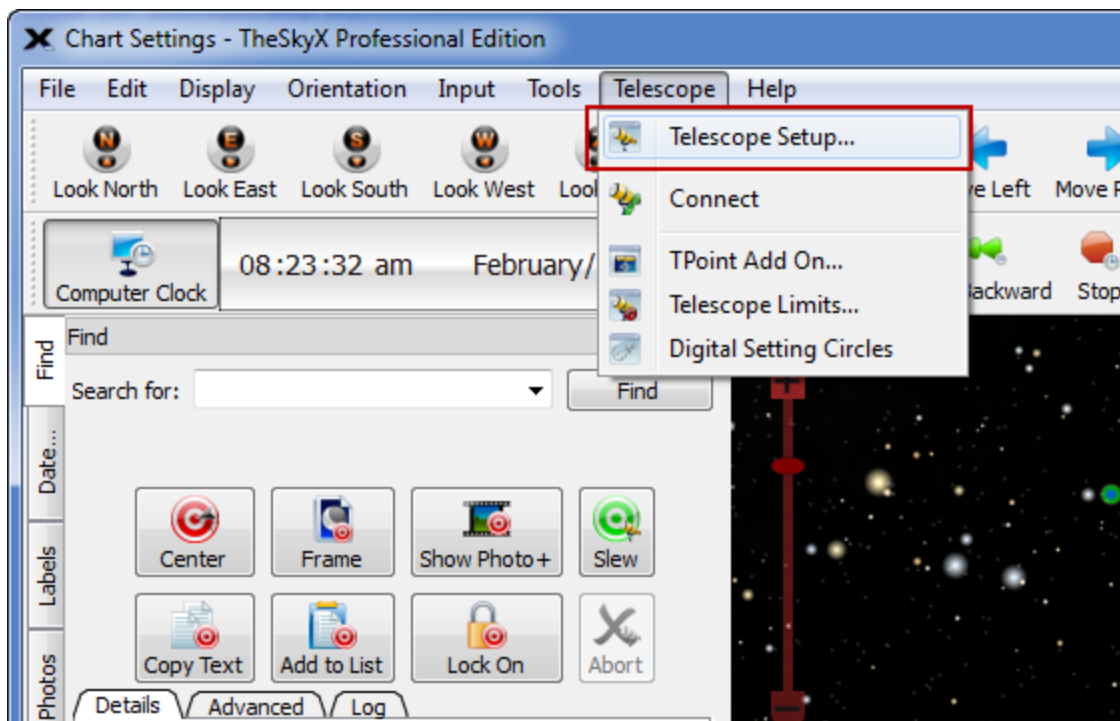 Chart Settings - TheSkyX Professional Edition
File Edit Display Orientation Input Tools Telescope Help
N E S W
Look North Look East Look South Look West Look
Telescope Setup...
Connect
TPoint Add On...
Telescope Limits...
Digital Setting Circles
Left Move
Computer Clock
08:23:32 am February/
Backward Stop
Find
Find
Search for:
Find
Date...
Labels
Photos
Center Frame Show Photo+ Slew
Copy Text Add to List Lock On Abort
Details Advanced Log